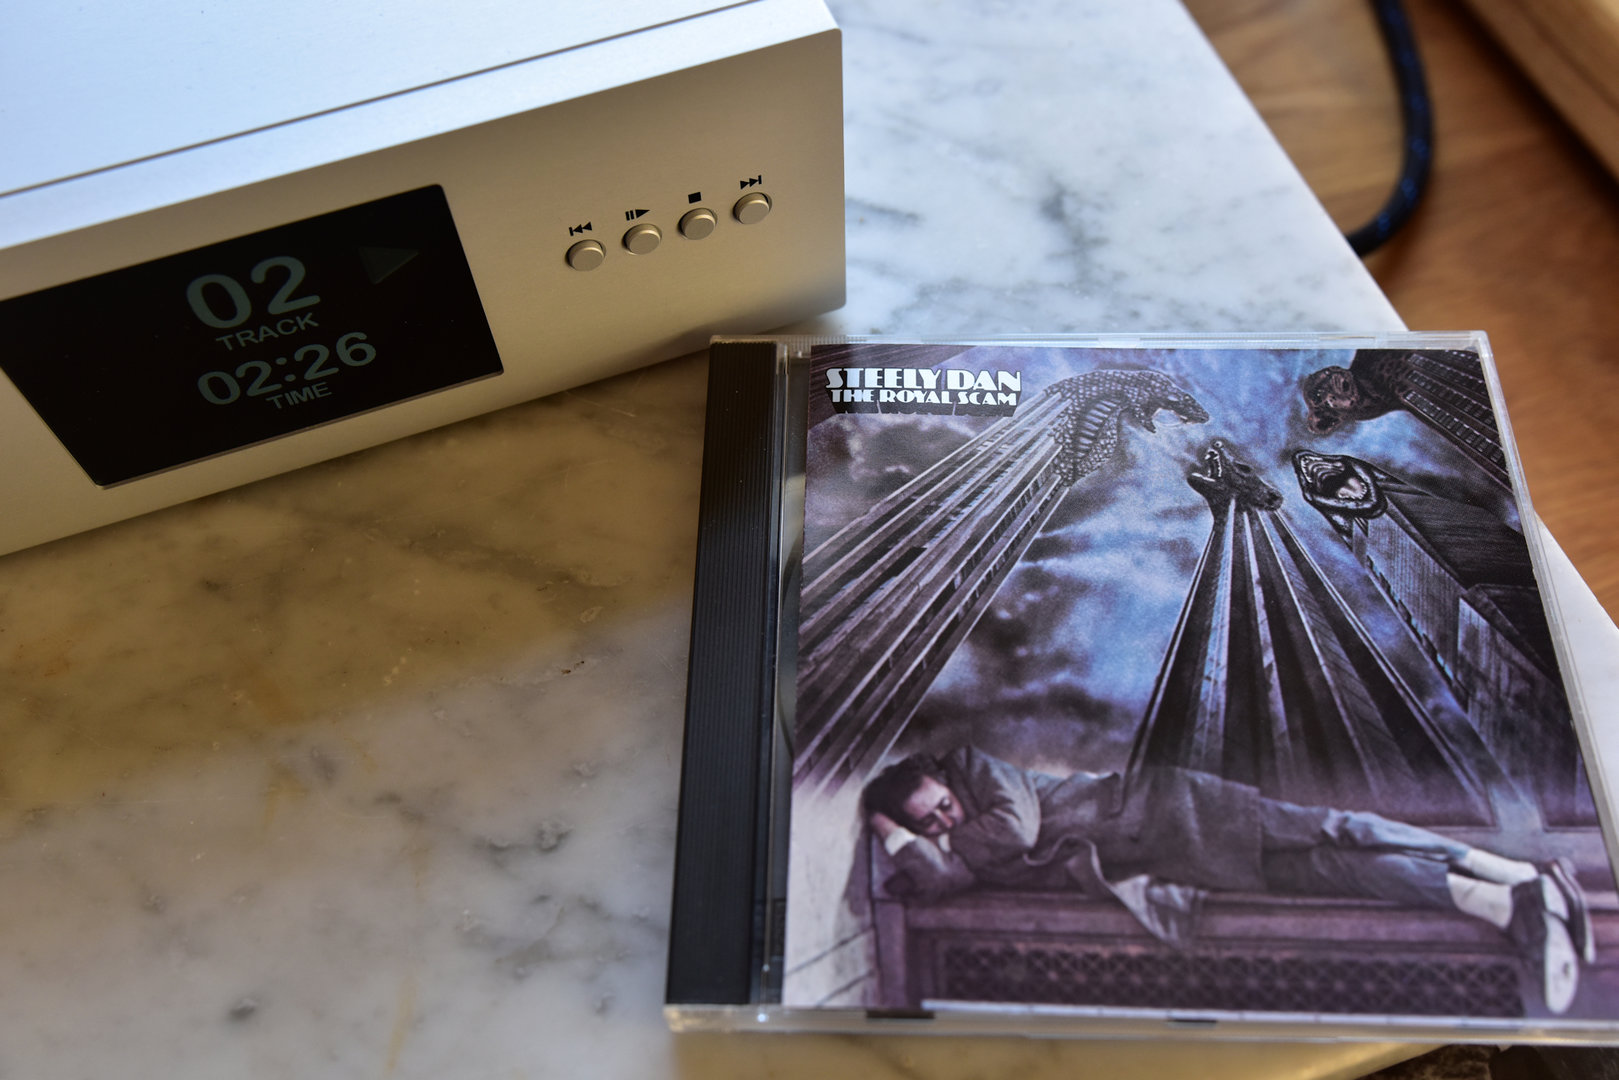 02
TRACK
02:26
TIME
STEELY DAN
THE ROYAL SCAM